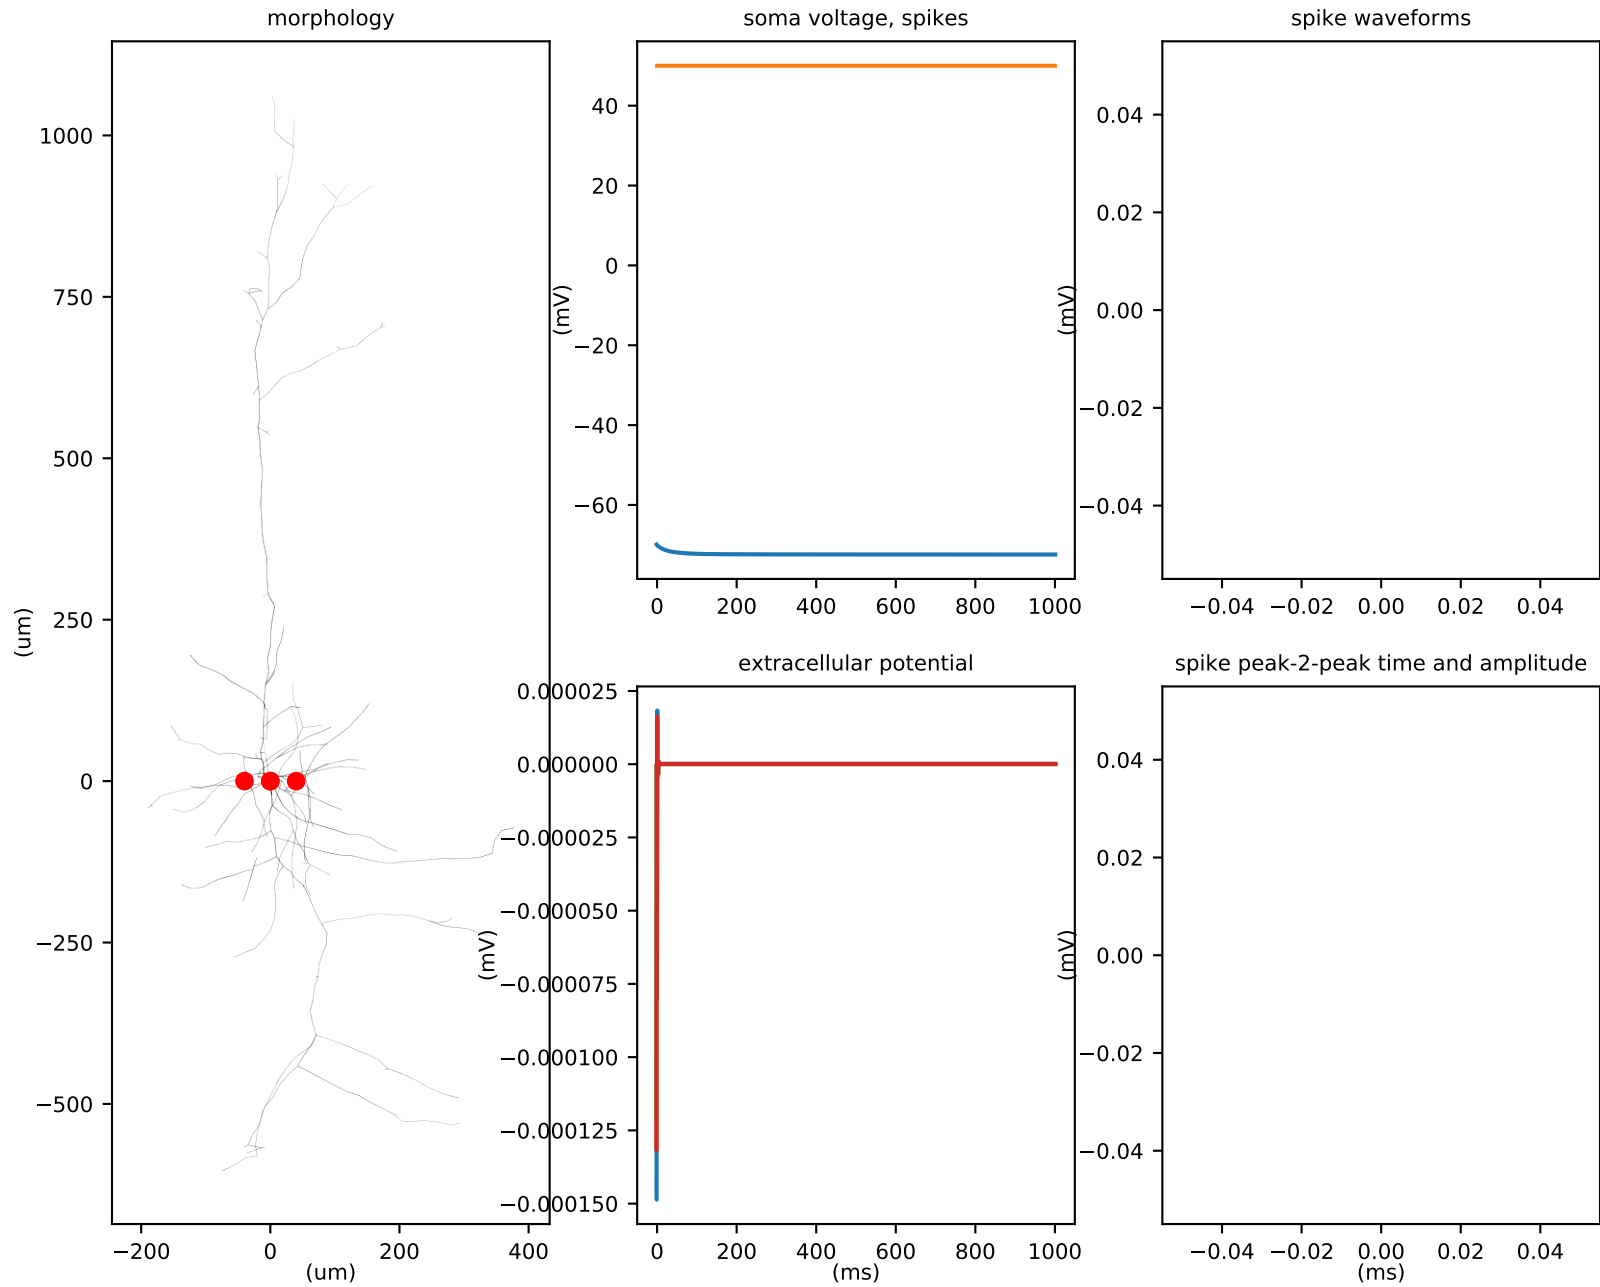 morphology
1000
750
500
250
0
−250
−500
(um)
−200 0 200 400
(um)
soma voltage, spikes
40
20
0
−20
−40
−60
(mV)
0 200 400 600 800 1000
spike waveforms
0.04
0.02
0.00
−0.02
−0.04
(mV)
−0.04 −0.02 0.00 0.02 0.04
extracellular potential
0.000025
0.000000
−0.000025
−0.000050
−0.000075
−0.000100
−0.000125
−0.000150
(mV)
0 200 400 600 800 1000
(ms)
spike peak-2-peak time and amplitude
0.04
0.02
0.00
−0.02
−0.04
(mV)
−0.04 −0.02 0.00 0.02 0.04
(ms)